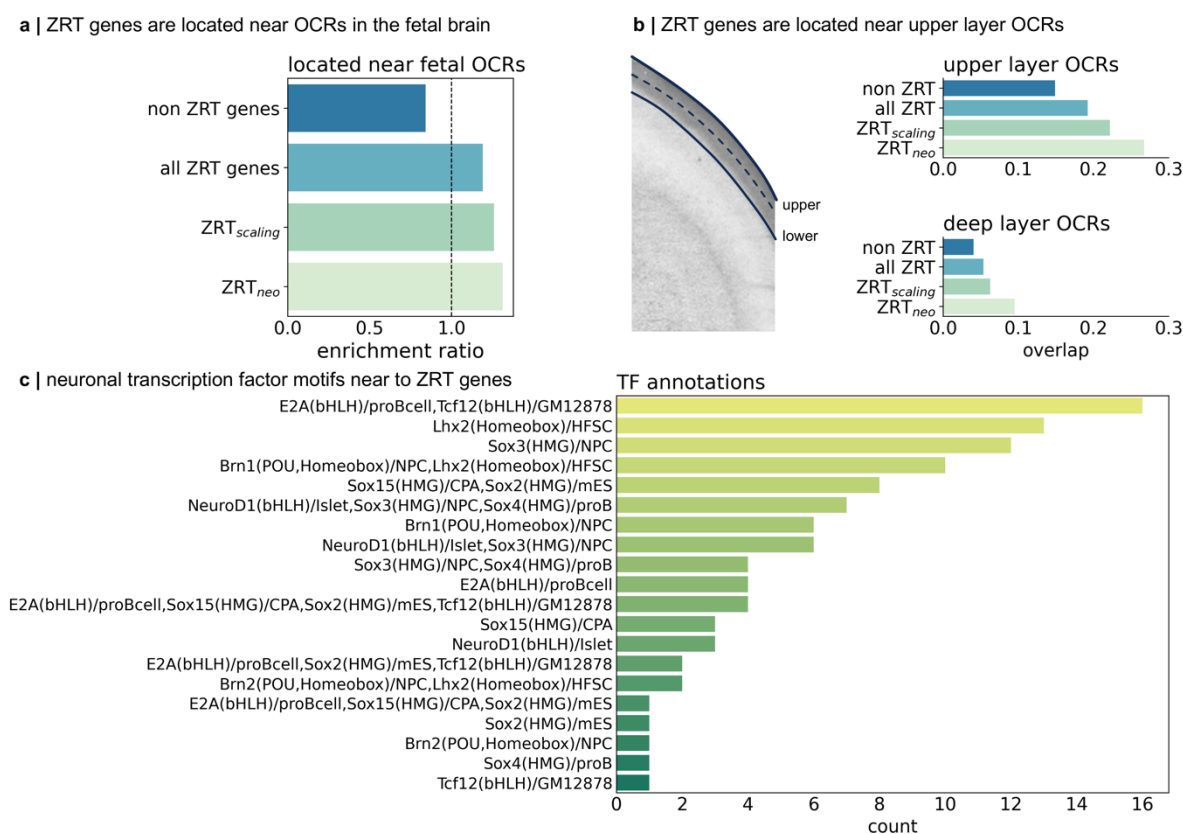 a | ZRT genes are located near OCRs in the fetal brain
located near fetal OCRs
non ZRT genes
all ZRT genes
ZRTscaling
ZRTneo
0.0 0.5 1.0
enrichment ratio
b | ZRT genes are located near upper layer OCRs
upper
lower
upper layer OCRs
non ZRT
all ZRT
ZRTscaling
ZRTneo
0.0 0.1 0.2 0.3
deep layer OCRs
non ZRT
all ZRT
ZRTscaling
ZRTneo
0.0 0.1 0.2 0.3
overlap
c | neuronal transcription factor motifs near to ZRT genes
TF annotations
E2A(bHLH)/proBcell,Tcf12(bHLH)/GM12878
Lhx2(Homeobox)/HFSC
Sox3(HMG)/NPC
Brn1(POU,Homeobox)/NPC,Lhx2(Homeobox)/HFSC
Sox15(HMG)/CPA,Sox2(HMG)/mES
NeuroD1(bHLH)/Islet,Sox3(HMG)/NPC,Sox4(HMG)/proB
Brn1(POU,Homeobox)/NPC
NeuroD1(bHLH)/Islet,Sox3(HMG)/NPC
Sox3(HMG)/NPC,Sox4(HMG)/proB
E2A(bHLH)/proBcell
E2A(bHLH)/proBcell,Sox15(HMG)/CPA,Sox2(HMG)/mES,Tcf12(bHLH)/GM12878
Sox15(HMG)/CPA
NeuroD1(bHLH)/Islet
E2A(bHLH)/proBcell,Sox2(HMG)/mES,Tcf12(bHLH)/GM12878
Brn2(POU,Homeobox)/NPC,Lhx2(Homeobox)/HFSC
E2A(bHLH)/proBcell,Sox15(HMG)/CPA,Sox2(HMG)/mES
Sox2(HMG)/mES
Brn2(POU,Homeobox)/NPC
Sox4(HMG)/proB
Tcf12(bHLH)/GM12878
0 2 4 6 8 10 12 14 16
count